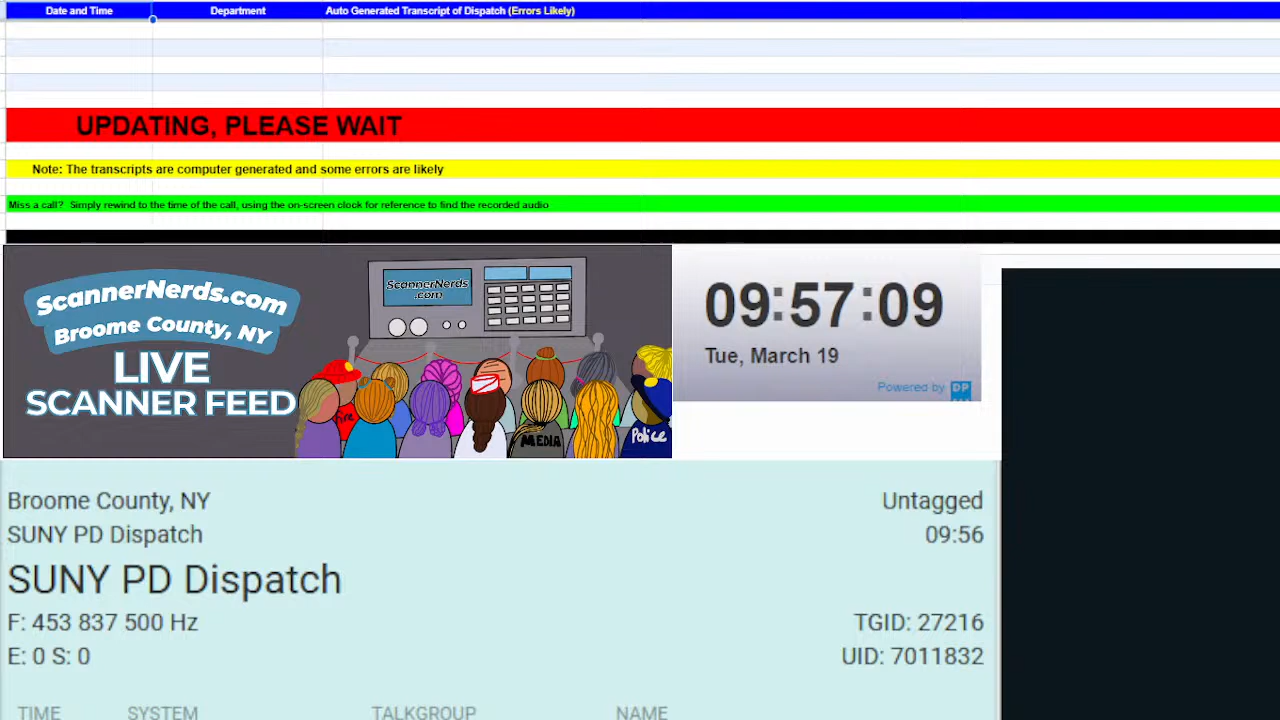 Date and Time Department Auto Generated Transcript of Dispatch (Errors Likely)
UPDATING, PLEASE WAIT
Note: The transcripts are computer generated and some errors are likely
Miss a call? Simply rewind to the time of the call, using the on-screen clock for reference to find the recorded audio
ScannerNerds.com
Broome County, NY
LIVE
SCANNER FEED
ScannerNerds
.com
Fire
MEDIA
Police
09:57:09
Tue, March 19
Powered by DP
Broome County, NY Untagged
SUNY PD Dispatch 09:56
SUNY PD Dispatch
F: 453 837 500 Hz TGID: 27216
E: 0 S: 0 UID: 7011832
TIME SYSTEM TALKGROUP NAME